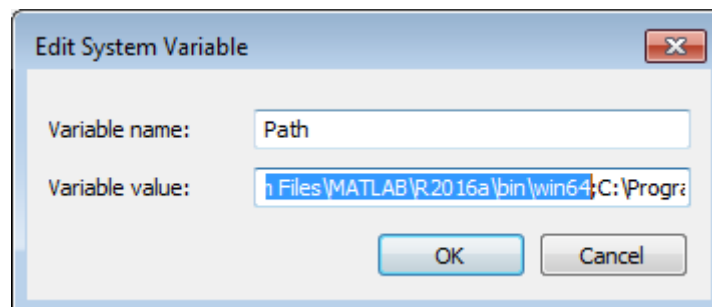 Edit System Variable
Variable name: Path
Variable value: n Files\MATLAB\R2016a\bin\win64;C:\Progra
OK Cancel